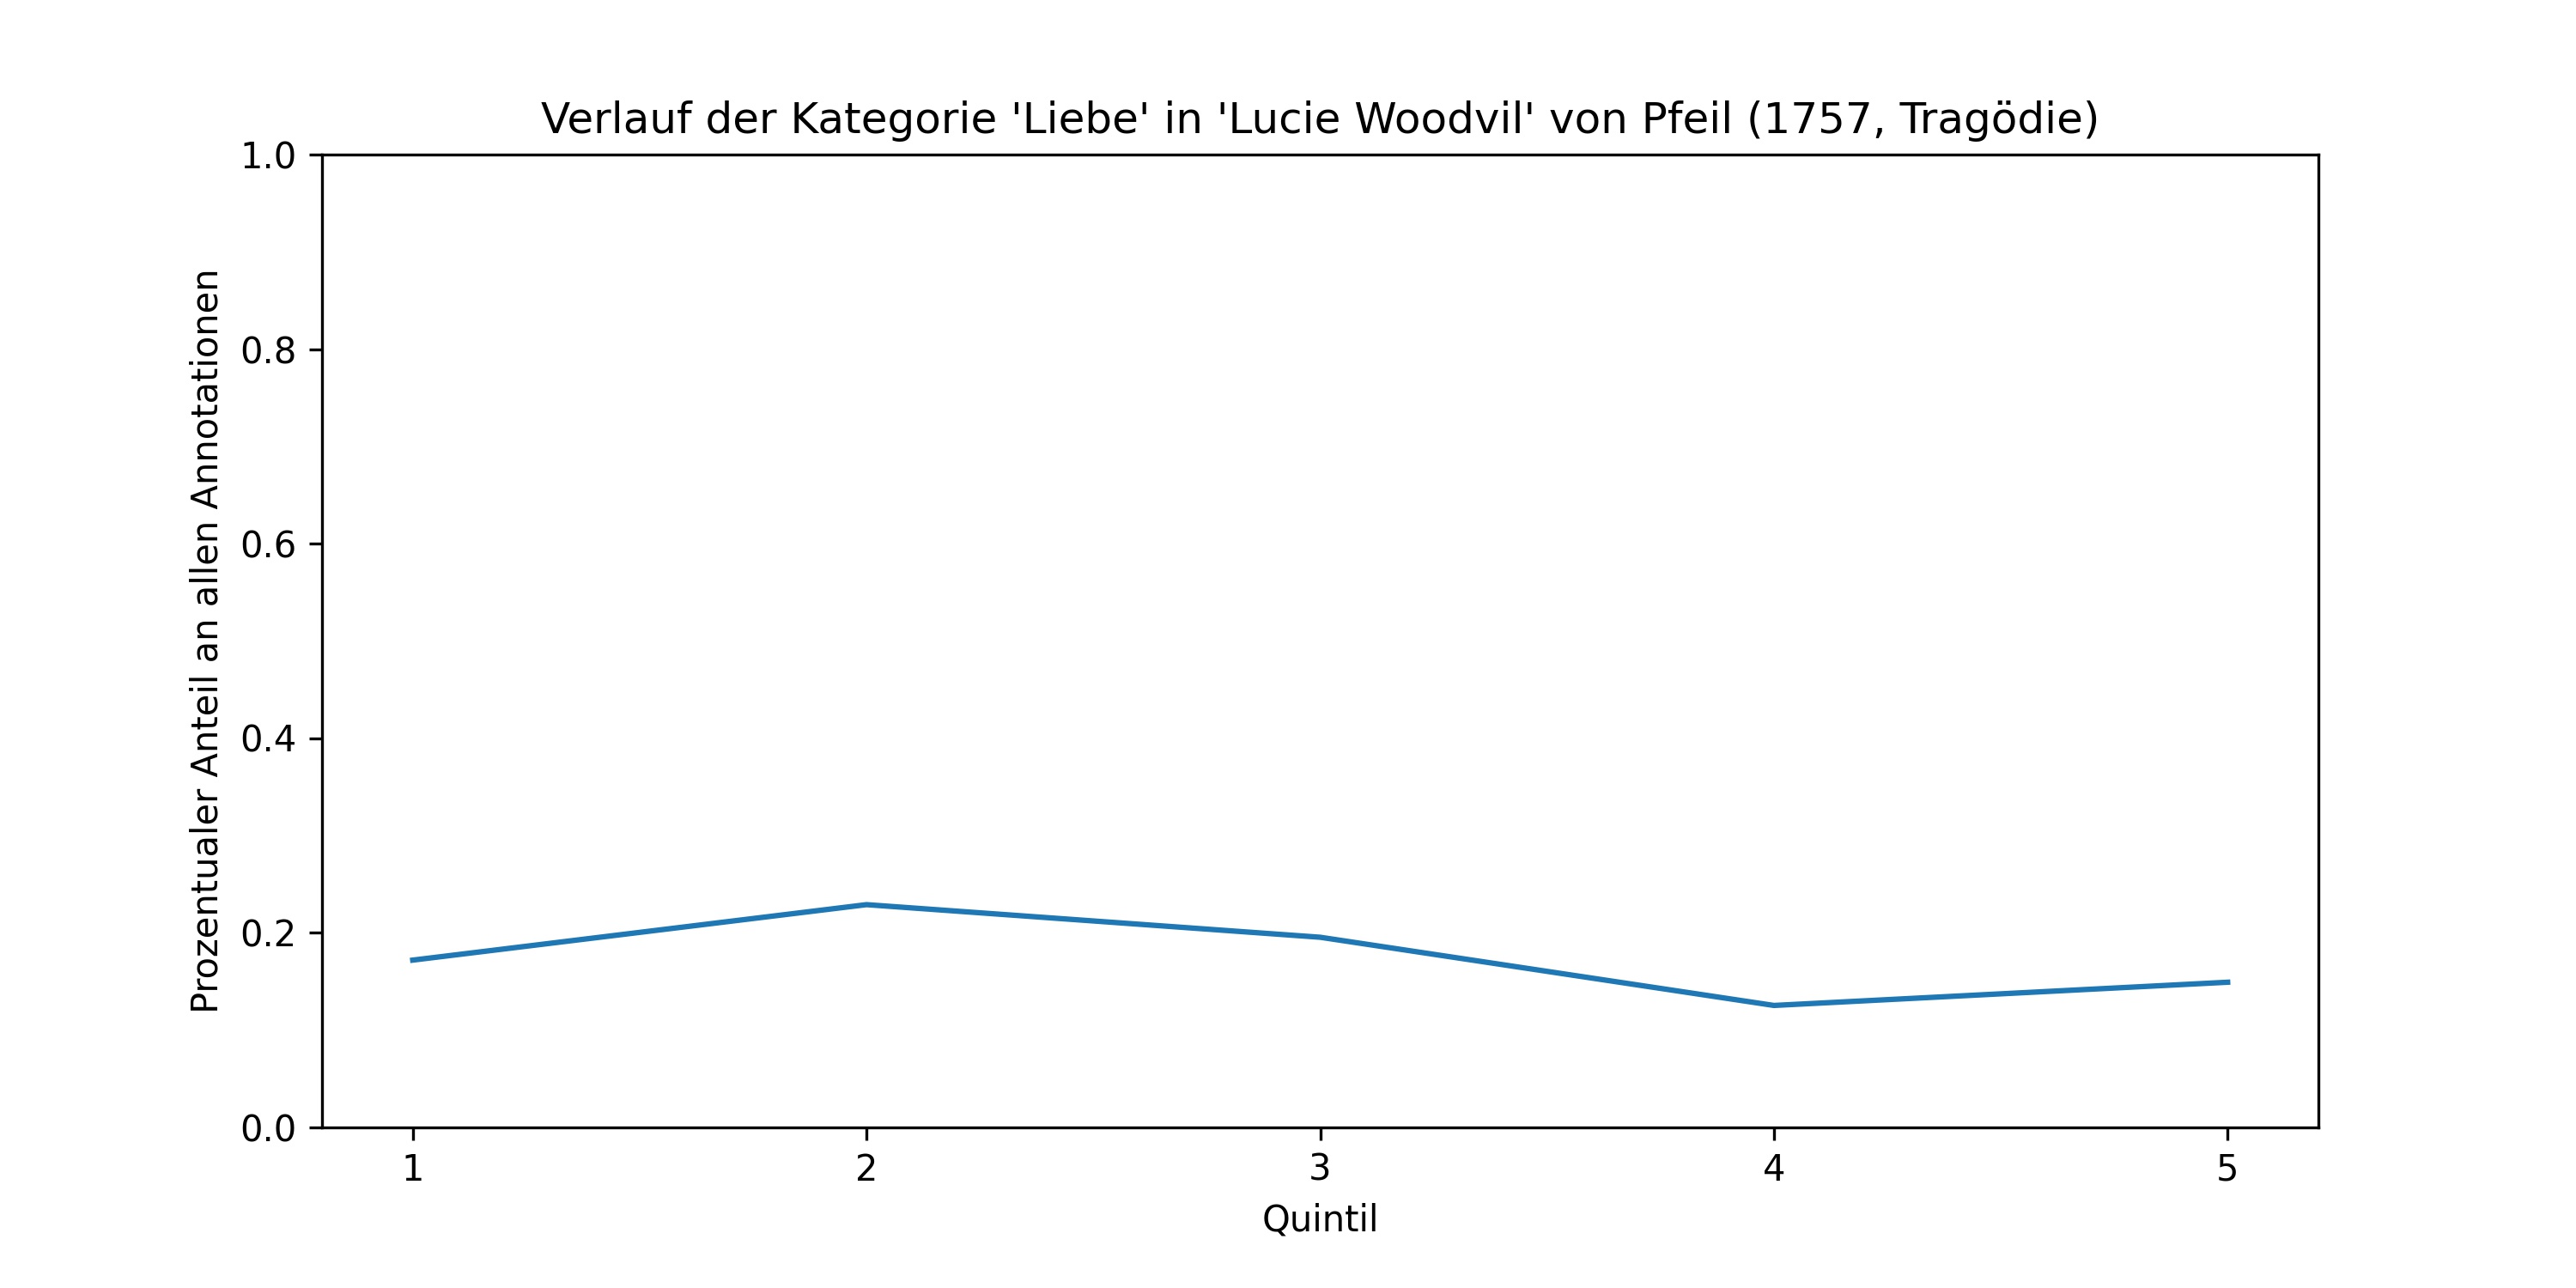 Verlauf der Kategorie 'Liebe' in 'Lucie Woodvil' von Pfeil (1757, Tragödie)
Prozentualer Anteil an allen Annotationen
1.0
0.8
0.6
0.4
0.2
0.0
1 2 3 4 5
Quintil